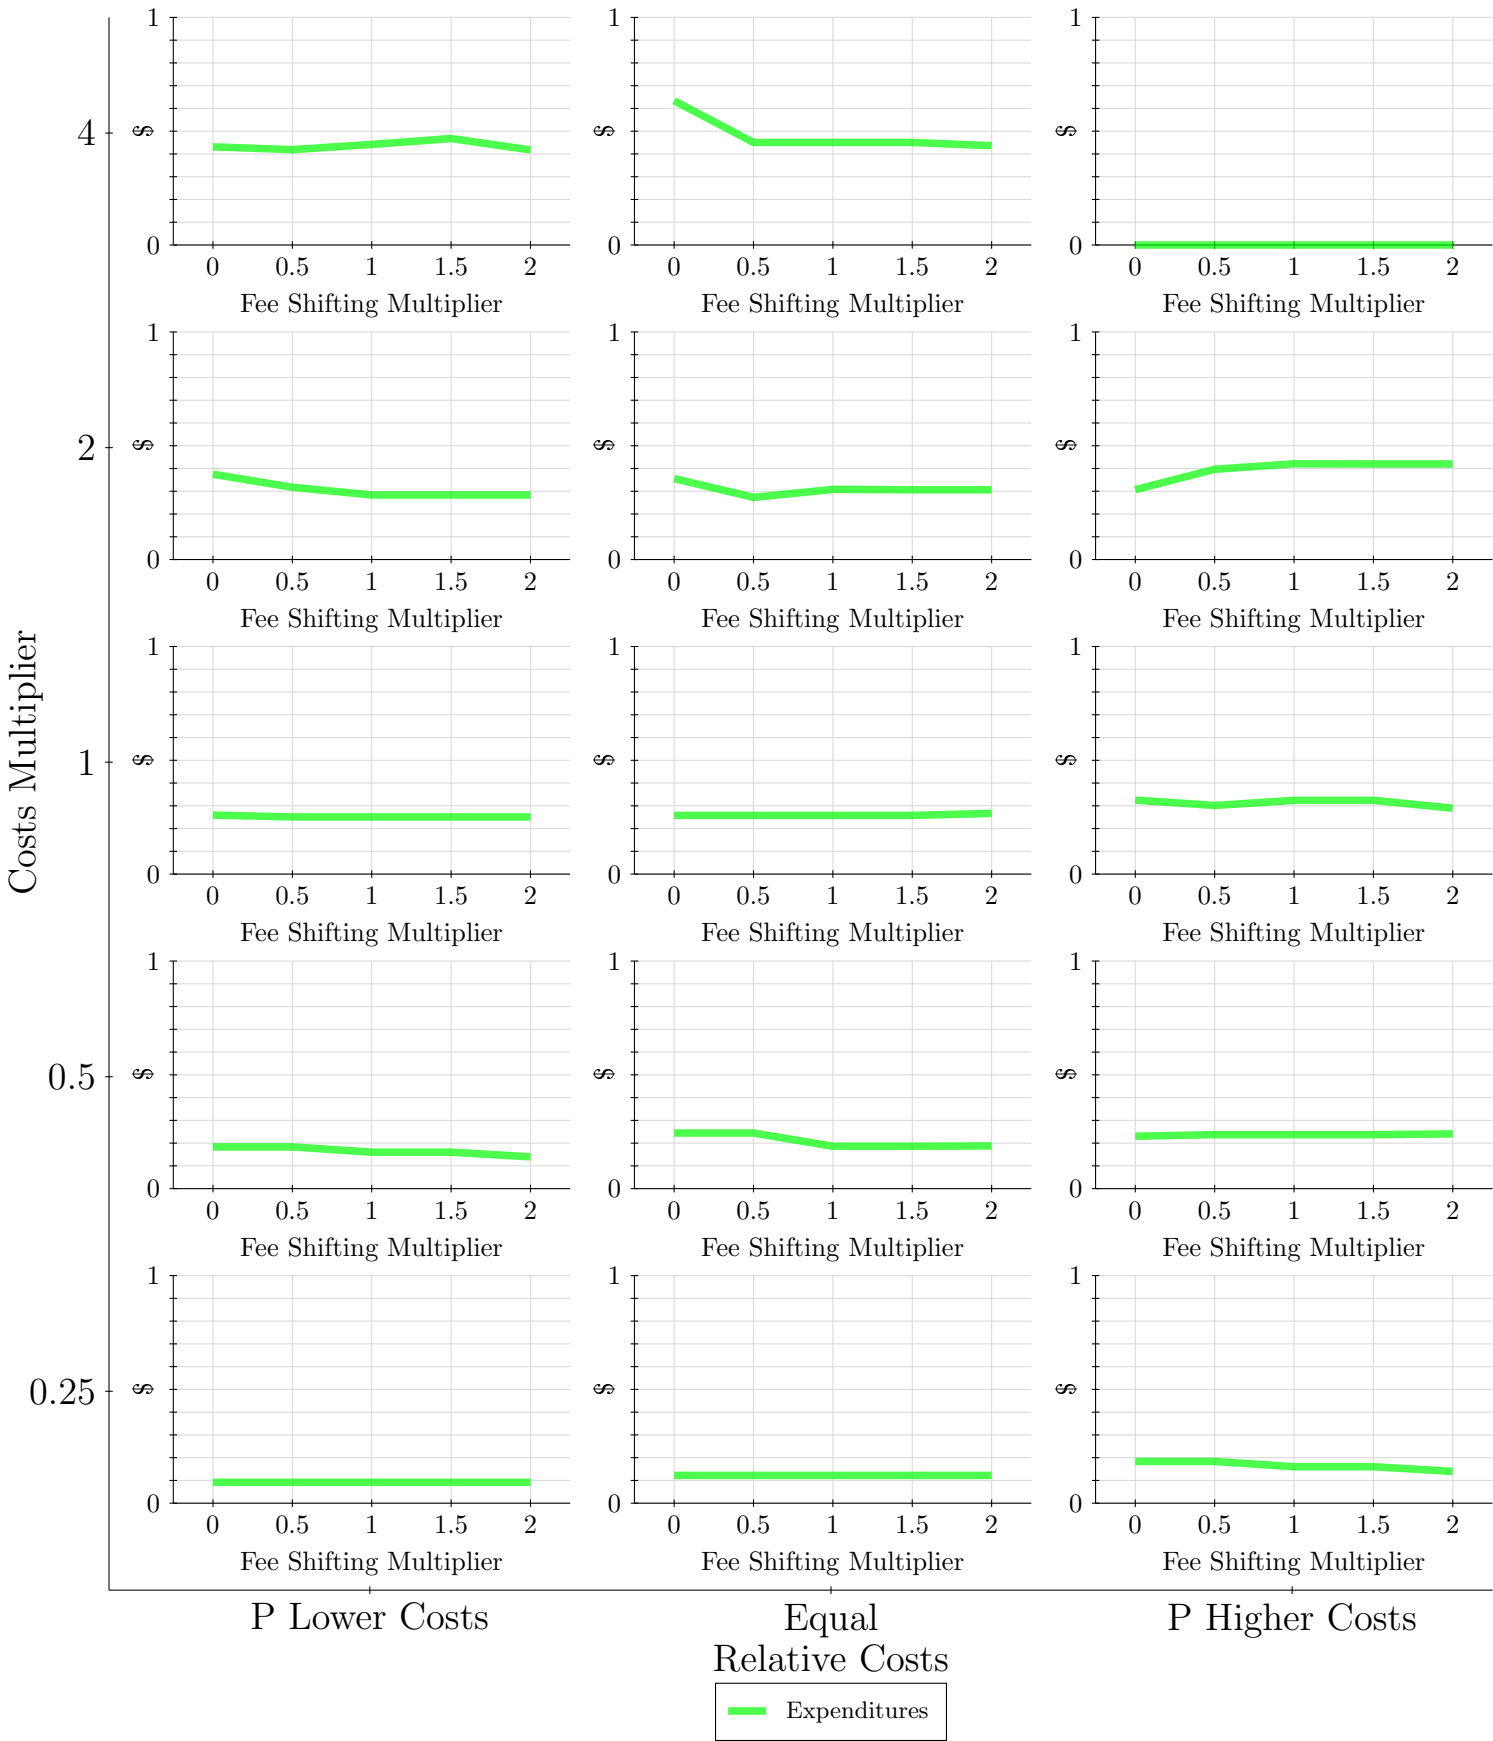 1 1 1
4 $ $ $
0 0 0
0 0.5 1 1.5 2 0 0.5 1 1.5 2 0 0.5 1 1.5 2
Fee Shifting Multiplier Fee Shifting Multiplier Fee Shifting Multiplier
1 1 1
2 $ $ $
0 0 0
0 0.5 1 1.5 2 0 0.5 1 1.5 2 0 0.5 1 1.5 2
Fee Shifting Multiplier Fee Shifting Multiplier Fee Shifting Multiplier
Costs Multiplier
1 1 1
1 $ $ $
0 0 0
0 0.5 1 1.5 2 0 0.5 1 1.5 2 0 0.5 1 1.5 2
Fee Shifting Multiplier Fee Shifting Multiplier Fee Shifting Multiplier
1 1 1
0.5 $ $ $
0 0 0
0 0.5 1 1.5 2 0 0.5 1 1.5 2 0 0.5 1 1.5 2
Fee Shifting Multiplier Fee Shifting Multiplier Fee Shifting Multiplier
1 1 1
0.25 $ $ $
0 0 0
0 0.5 1 1.5 2 0 0.5 1 1.5 2 0 0.5 1 1.5 2
Fee Shifting Multiplier Fee Shifting Multiplier Fee Shifting Multiplier
P Lower Costs Equal P Higher Costs
Relative Costs
Expenditures